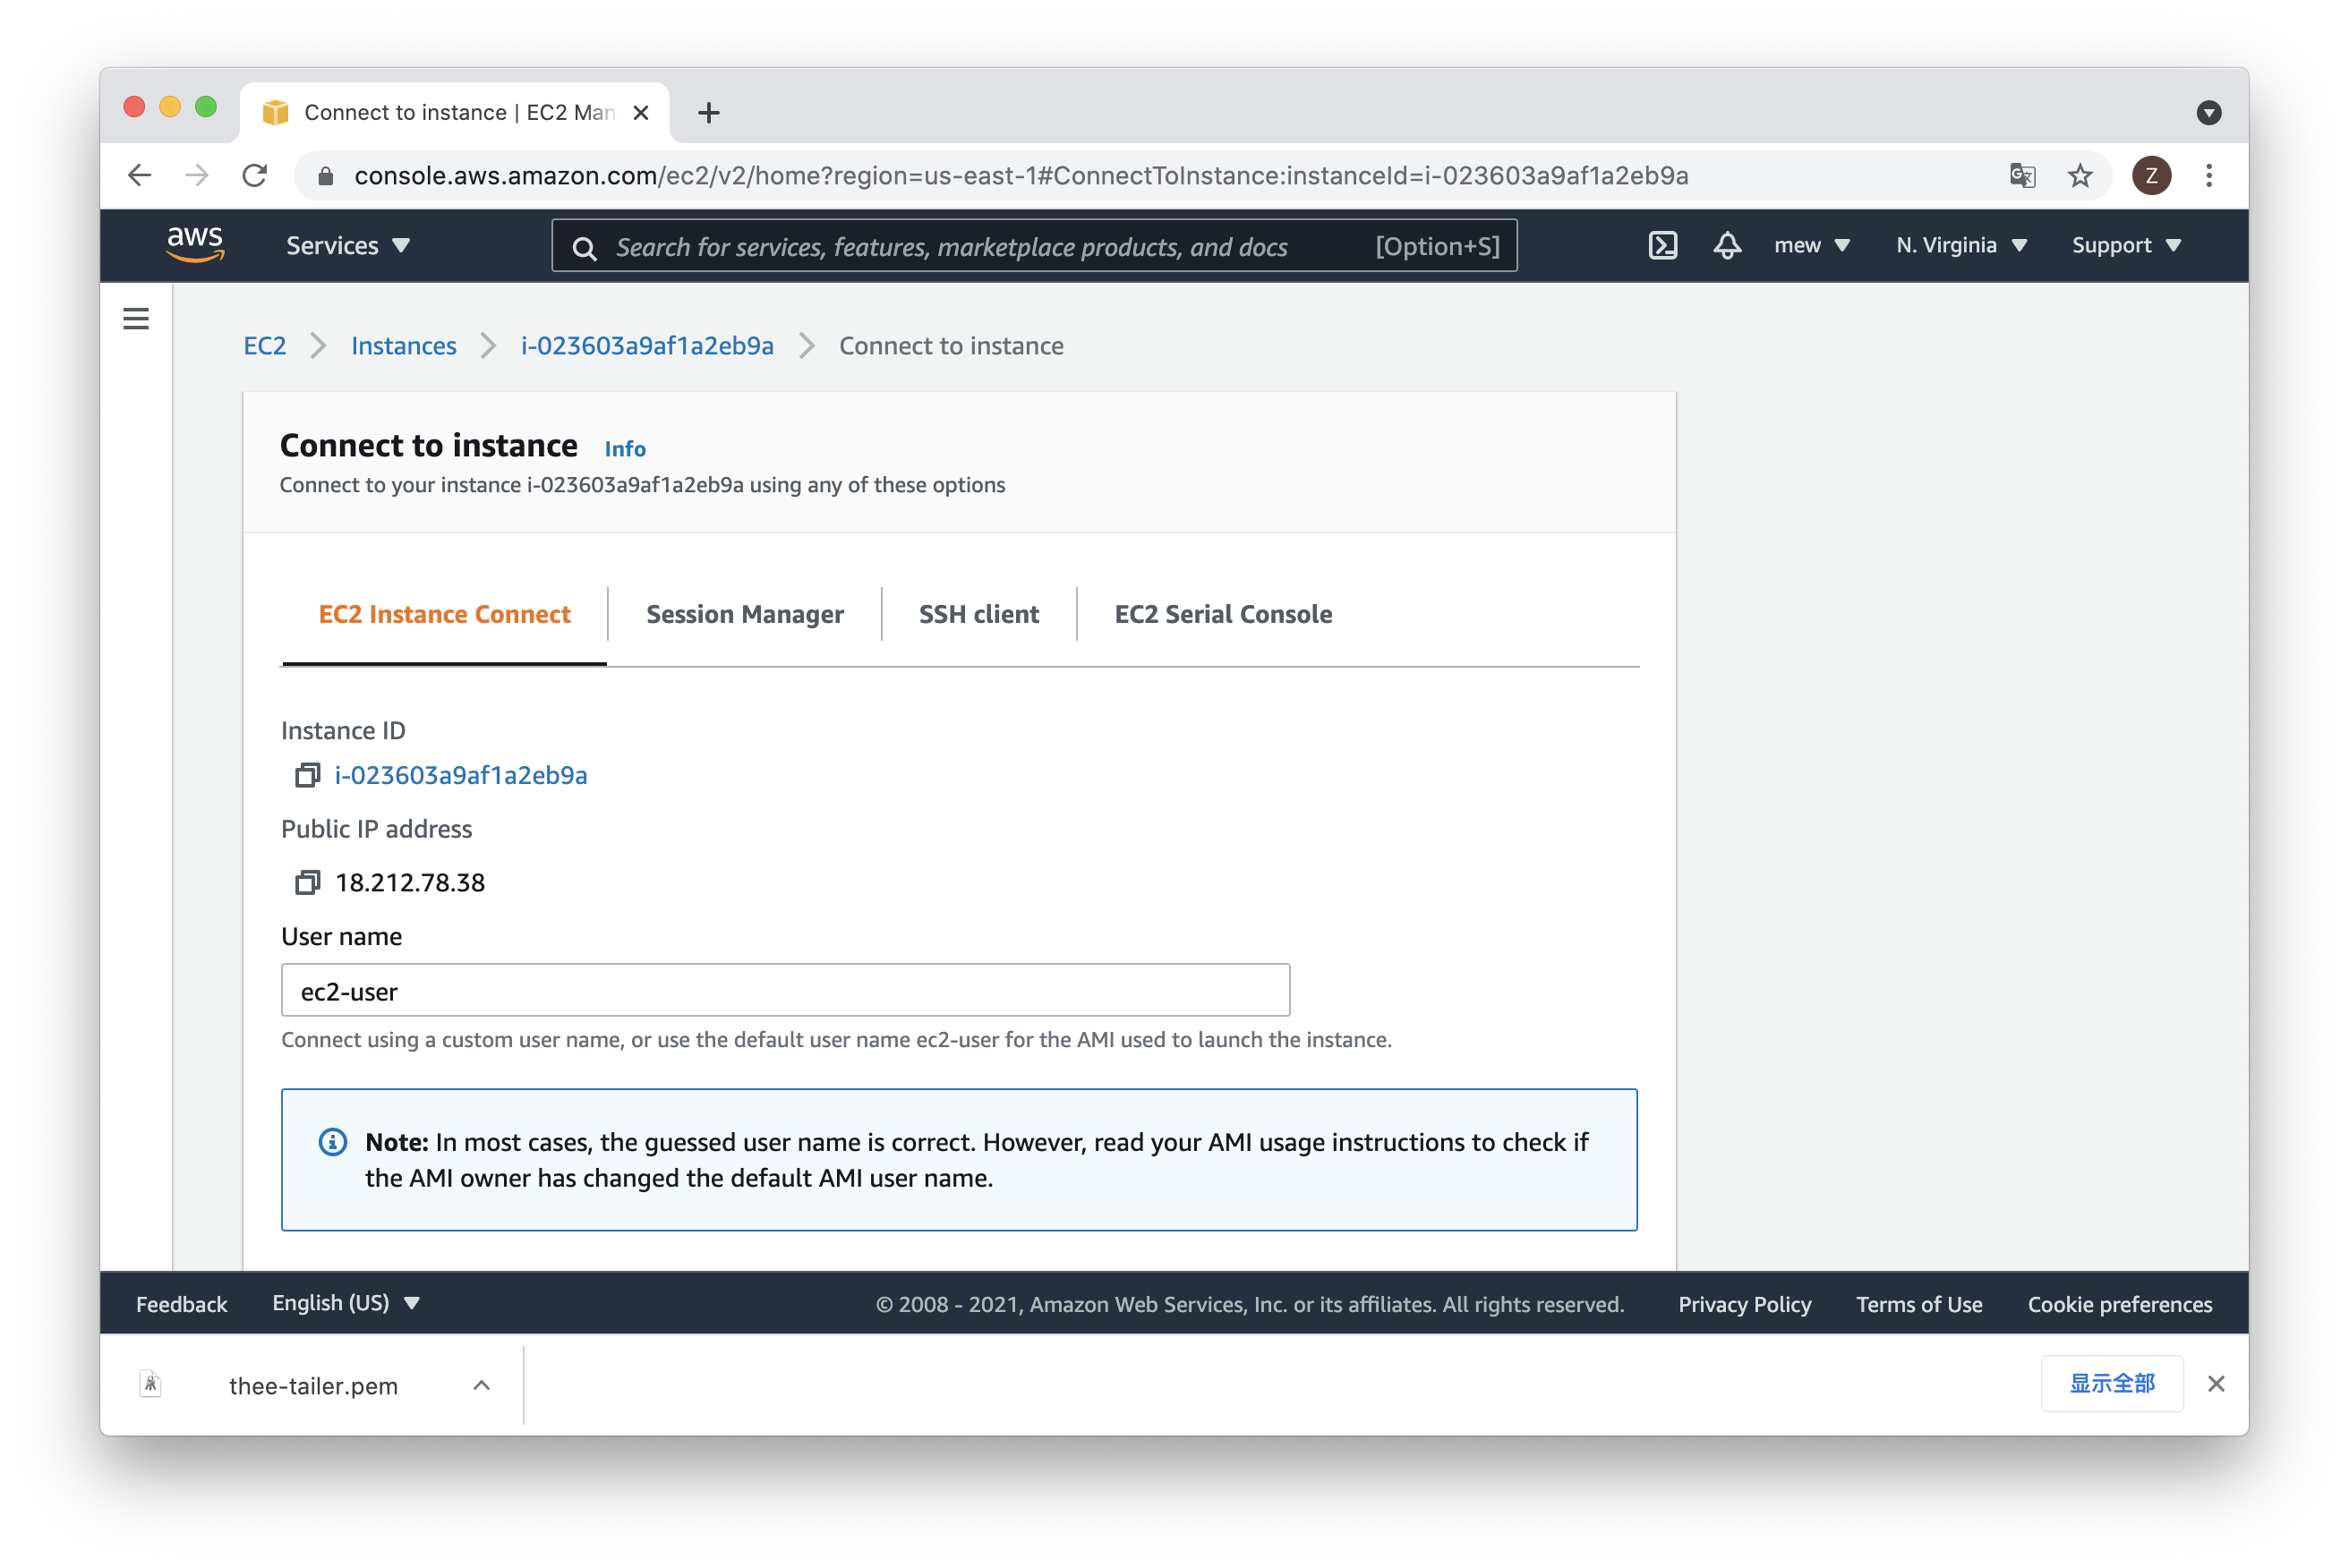 Connect to instance | EC2 Man
console.aws.amazon.com/ec2/v2/home?region=us-east-1#ConnectToInstance:instanceId=i-023603a9af1a2eb9a
Z
aws
Services
Search for services, features, marketplace products, and docs
[Option+S]
mew
N. Virginia
Support
EC2
Instances
i-023603a9af1a2eb9a
Connect to instance
Connect to instance
Info
Connect to your instance i-023603a9af1a2eb9a using any of these options
EC2 Instance Connect
Session Manager
SSH client
EC2 Serial Console
Instance ID
i-023603a9af1a2eb9a
Public IP address
18.212.78.38
User name
ec2-user
Connect using a custom user name, or use the default user name ec2-user for the AMI used to launch the instance.
Note: In most cases, the guessed user name is correct. However, read your AMI usage instructions to check if
the AMI owner has changed the default AMI user name.
Feedback
English (US)
© 2008 - 2021, Amazon Web Services, Inc. or its affiliates. All rights reserved.
Privacy Policy
Terms of Use
Cookie preferences
thee-tailer.pem
显示全部